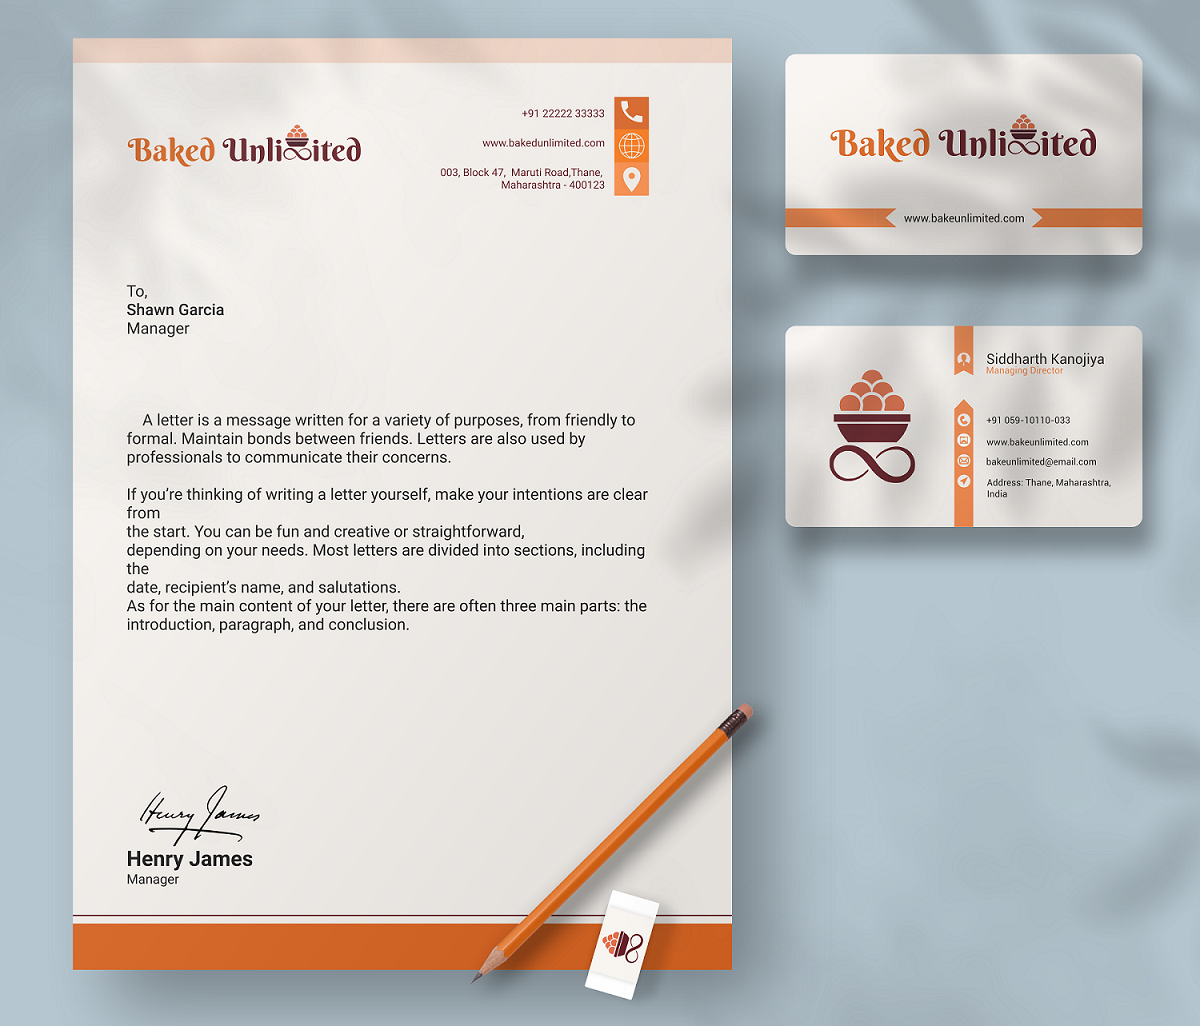 Baked Unlimited
+91 22222 33333
www.bakedunlimited.com
003, Block 47, Maruti Road,Thane,
Maharashtra - 400123
To,
Shawn Garcia
Manager
A letter is a message written for a variety of purposes, from friendly to
formal. Maintain bonds between friends. Letters are also used by
professionals to communicate their concerns.
If you’re thinking of writing a letter yourself, make your intentions are clear
from
the start. You can be fun and creative or straightforward,
depending on your needs. Most letters are divided into sections, including
the
date, recipient’s name, and salutations.
As for the main content of your letter, there are often three main parts: the
introduction, paragraph, and conclusion.
Henry James
Henry James
Manager
Baked Unlimited
www.bakeunlimited.com
Siddharth Kanojiya
Managing Director
+91 059-10110-033
www.bakeunlimited.com
bakeunlimited@email.com
Address: Thane, Maharashtra,
India